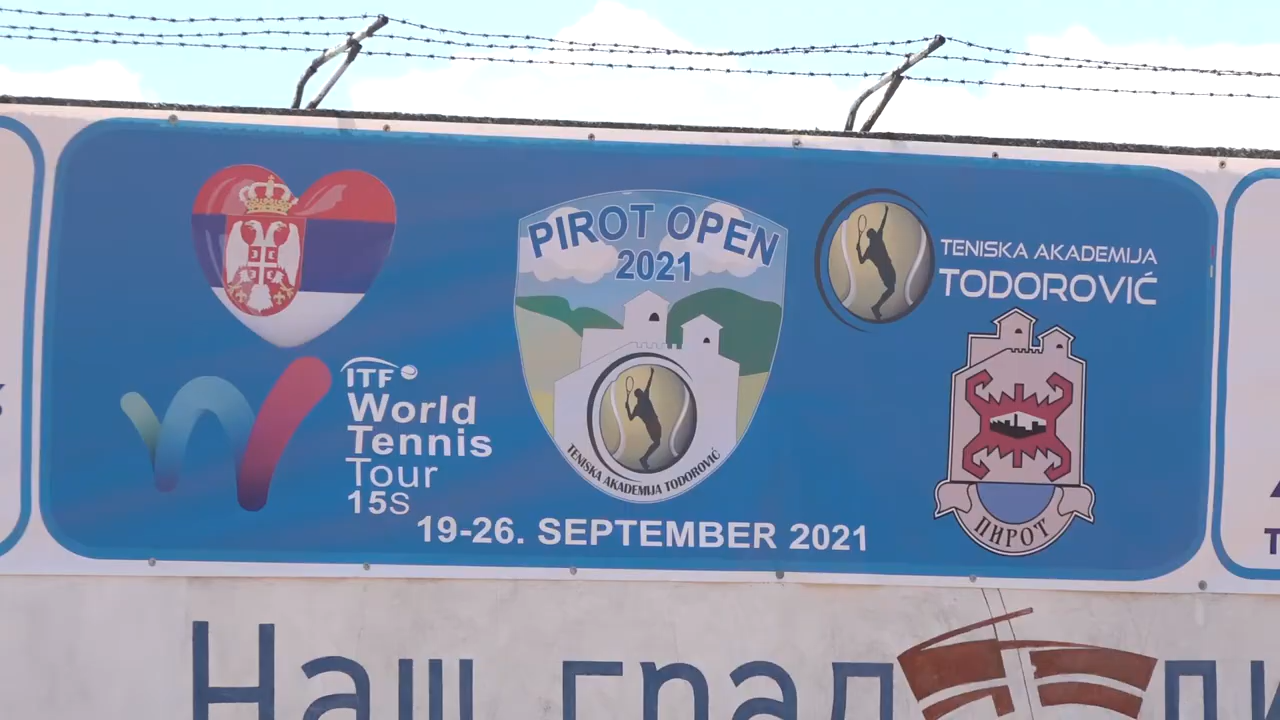 PIROT OPEN
2021
TENISKA AKADEMIJA TODOROVIĆ
TENISKA AKADEMIJA
TODOROVIĆ
ITF
World
Tennis
Tour
15S
ПИРОТ
19-26. SEPTEMBER 2021
Наш град